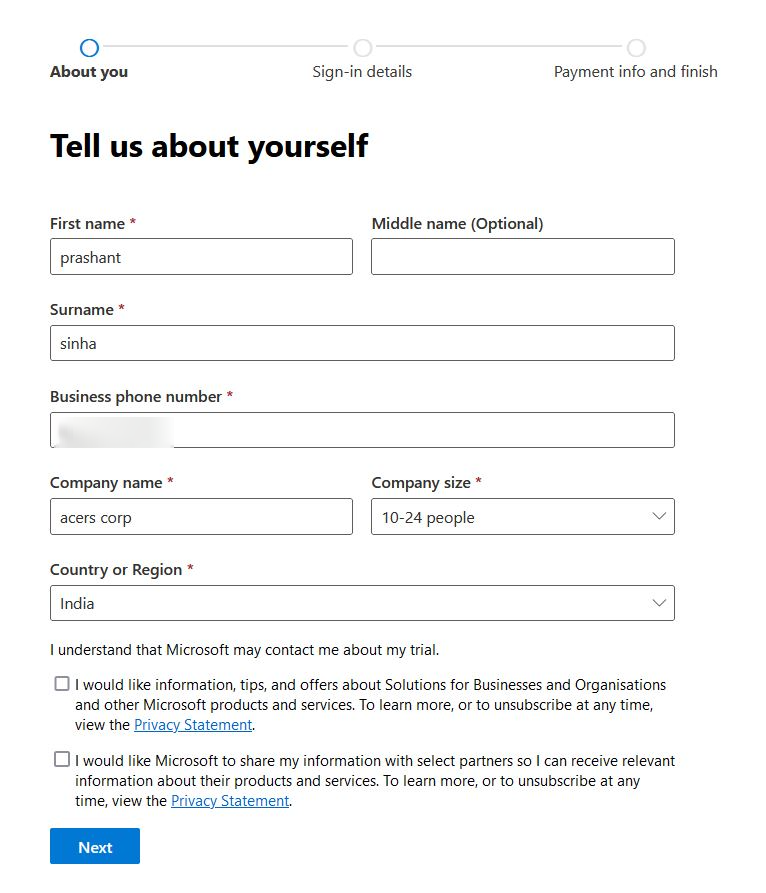 About you
Sign-in details
Payment info and finish
Tell us about yourself
First name *
Middle name (Optional)
prashant
Surname *
sinha
Business phone number *
Company name *
Company size *
acers corp
10-24 people
Country or Region *
India
I understand that Microsoft may contact me about my trial.
I would like information, tips, and offers about Solutions for Businesses and Organisations
and other Microsoft products and services. To learn more, or to unsubscribe at any time,
view the Privacy Statement.
I would like Microsoft to share my information with select partners so I can receive relevant
information about their products and services. To learn more, or to unsubscribe at any
time, view the Privacy Statement.
Next